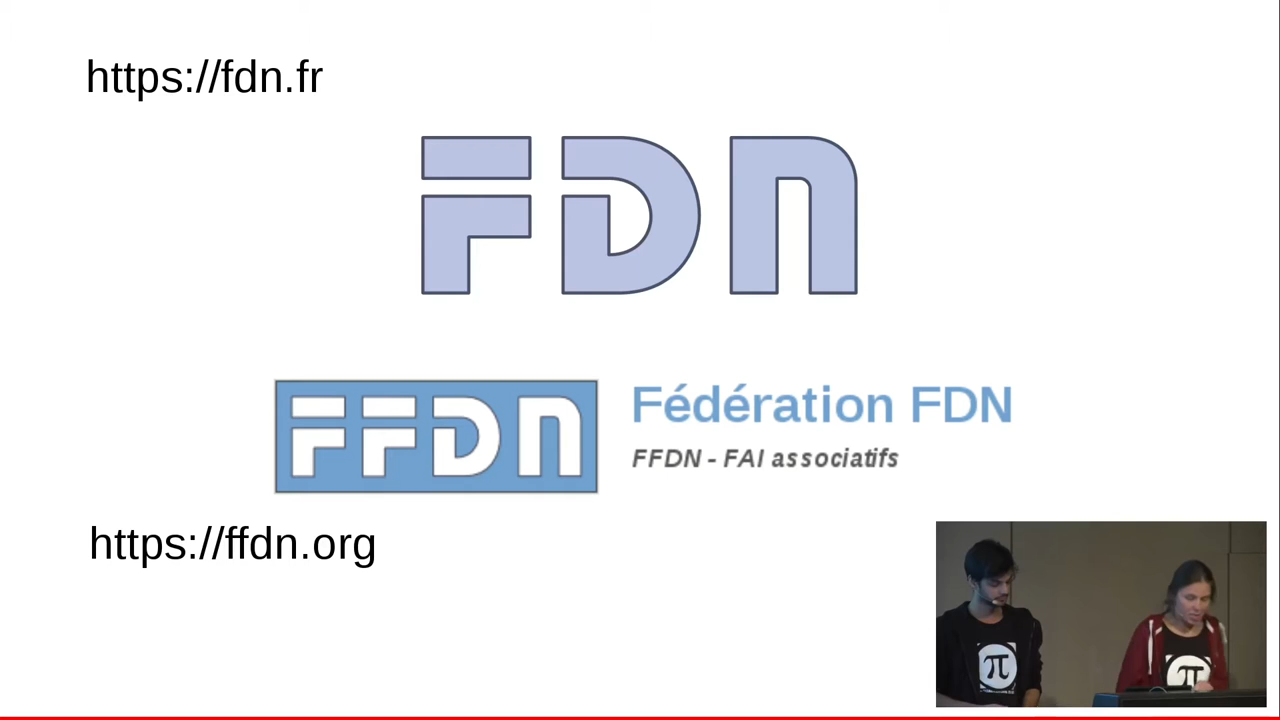 https://fdn.fr
FDN
FFDN
Fédération FDN
FFDN - FAI associatifs
https://ffdn.org
π
π